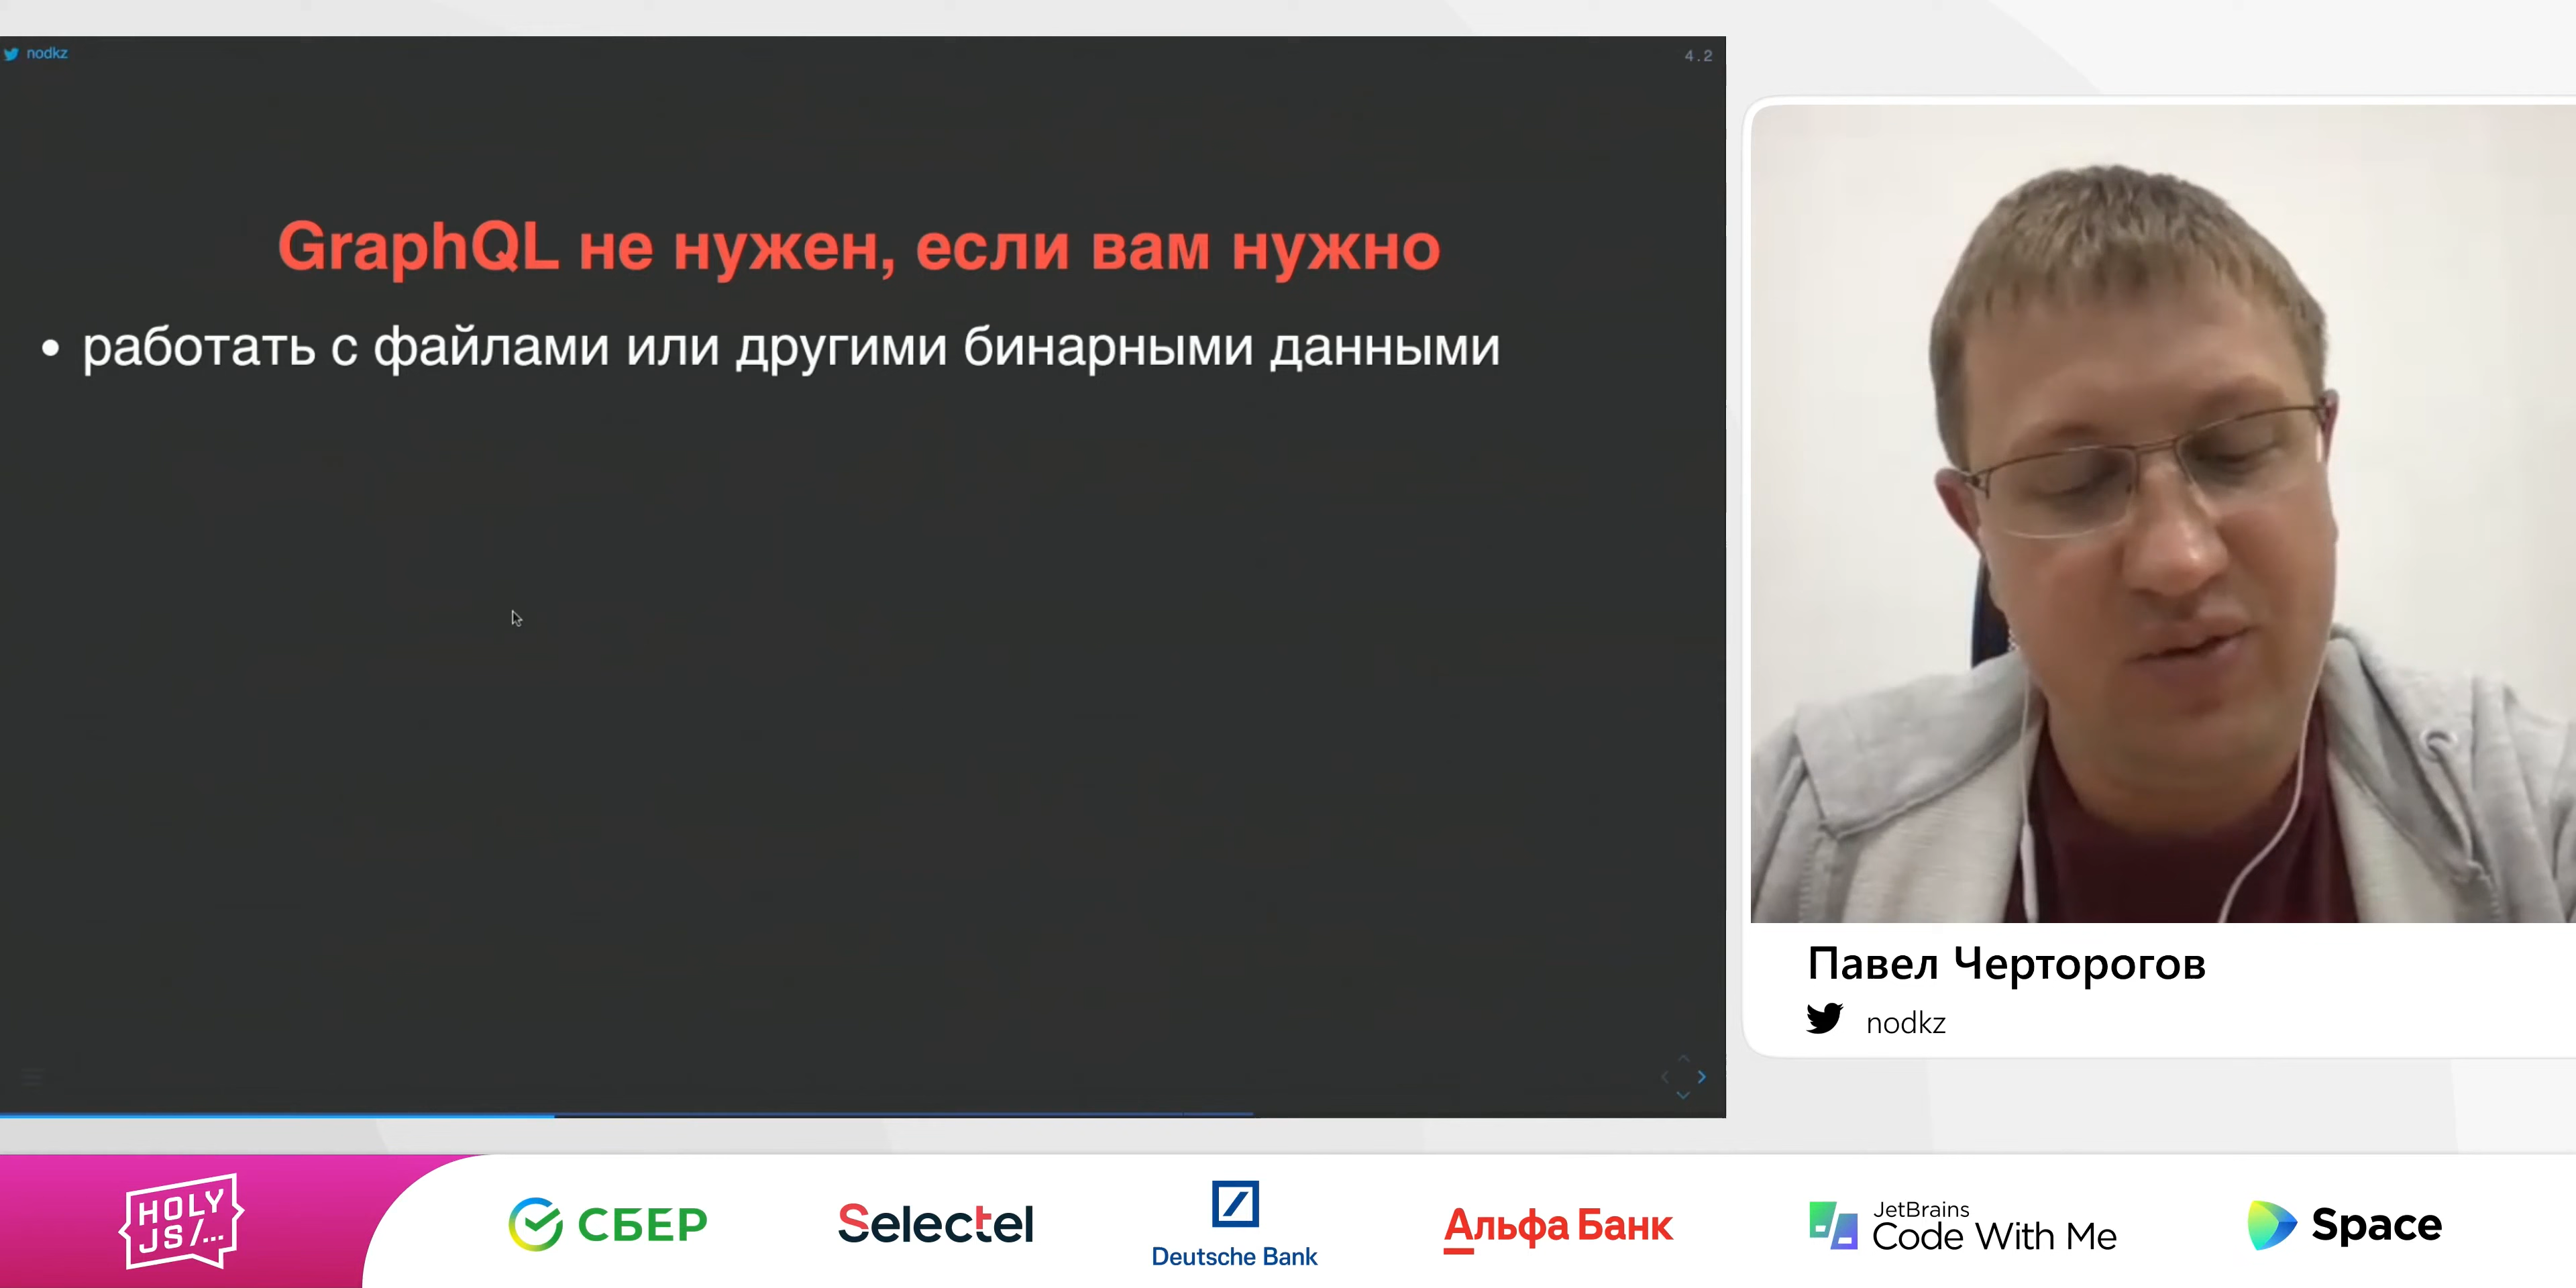 nodkz
4.2
GraphQL не нужен, если вам нужно
• работать с файлами или другими бинарными данными
Павел Черторогов
nodkz
HOLY
JS/...
СБЕР
Selectel
Deutsche Bank
Альфа Банк
JetBrains
Code With Me
Space